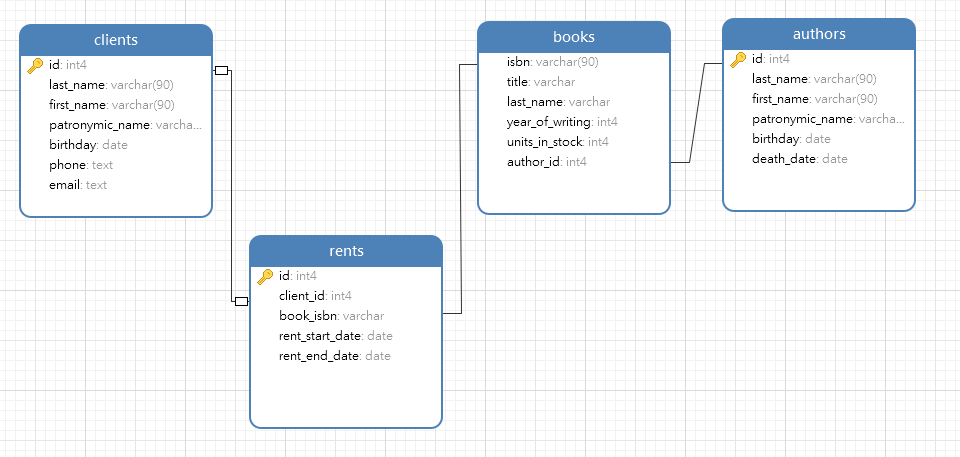 clients
id: int4
last_name: varchar(90)
first_name: varchar(90)
patronymic_name: varcha...
birthday: date
phone: text
email: text
books
isbn: varchar(90)
title: varchar
last_name: varchar
year_of_writing: int4
units_in_stock: int4
author_id: int4
authors
id: int4
last_name: varchar(90)
first_name: varchar(90)
patronymic_name: varcha...
birthday: date
death_date: date
rents
id: int4
client_id: int4
book_isbn: varchar
rent_start_date: date
rent_end_date: date